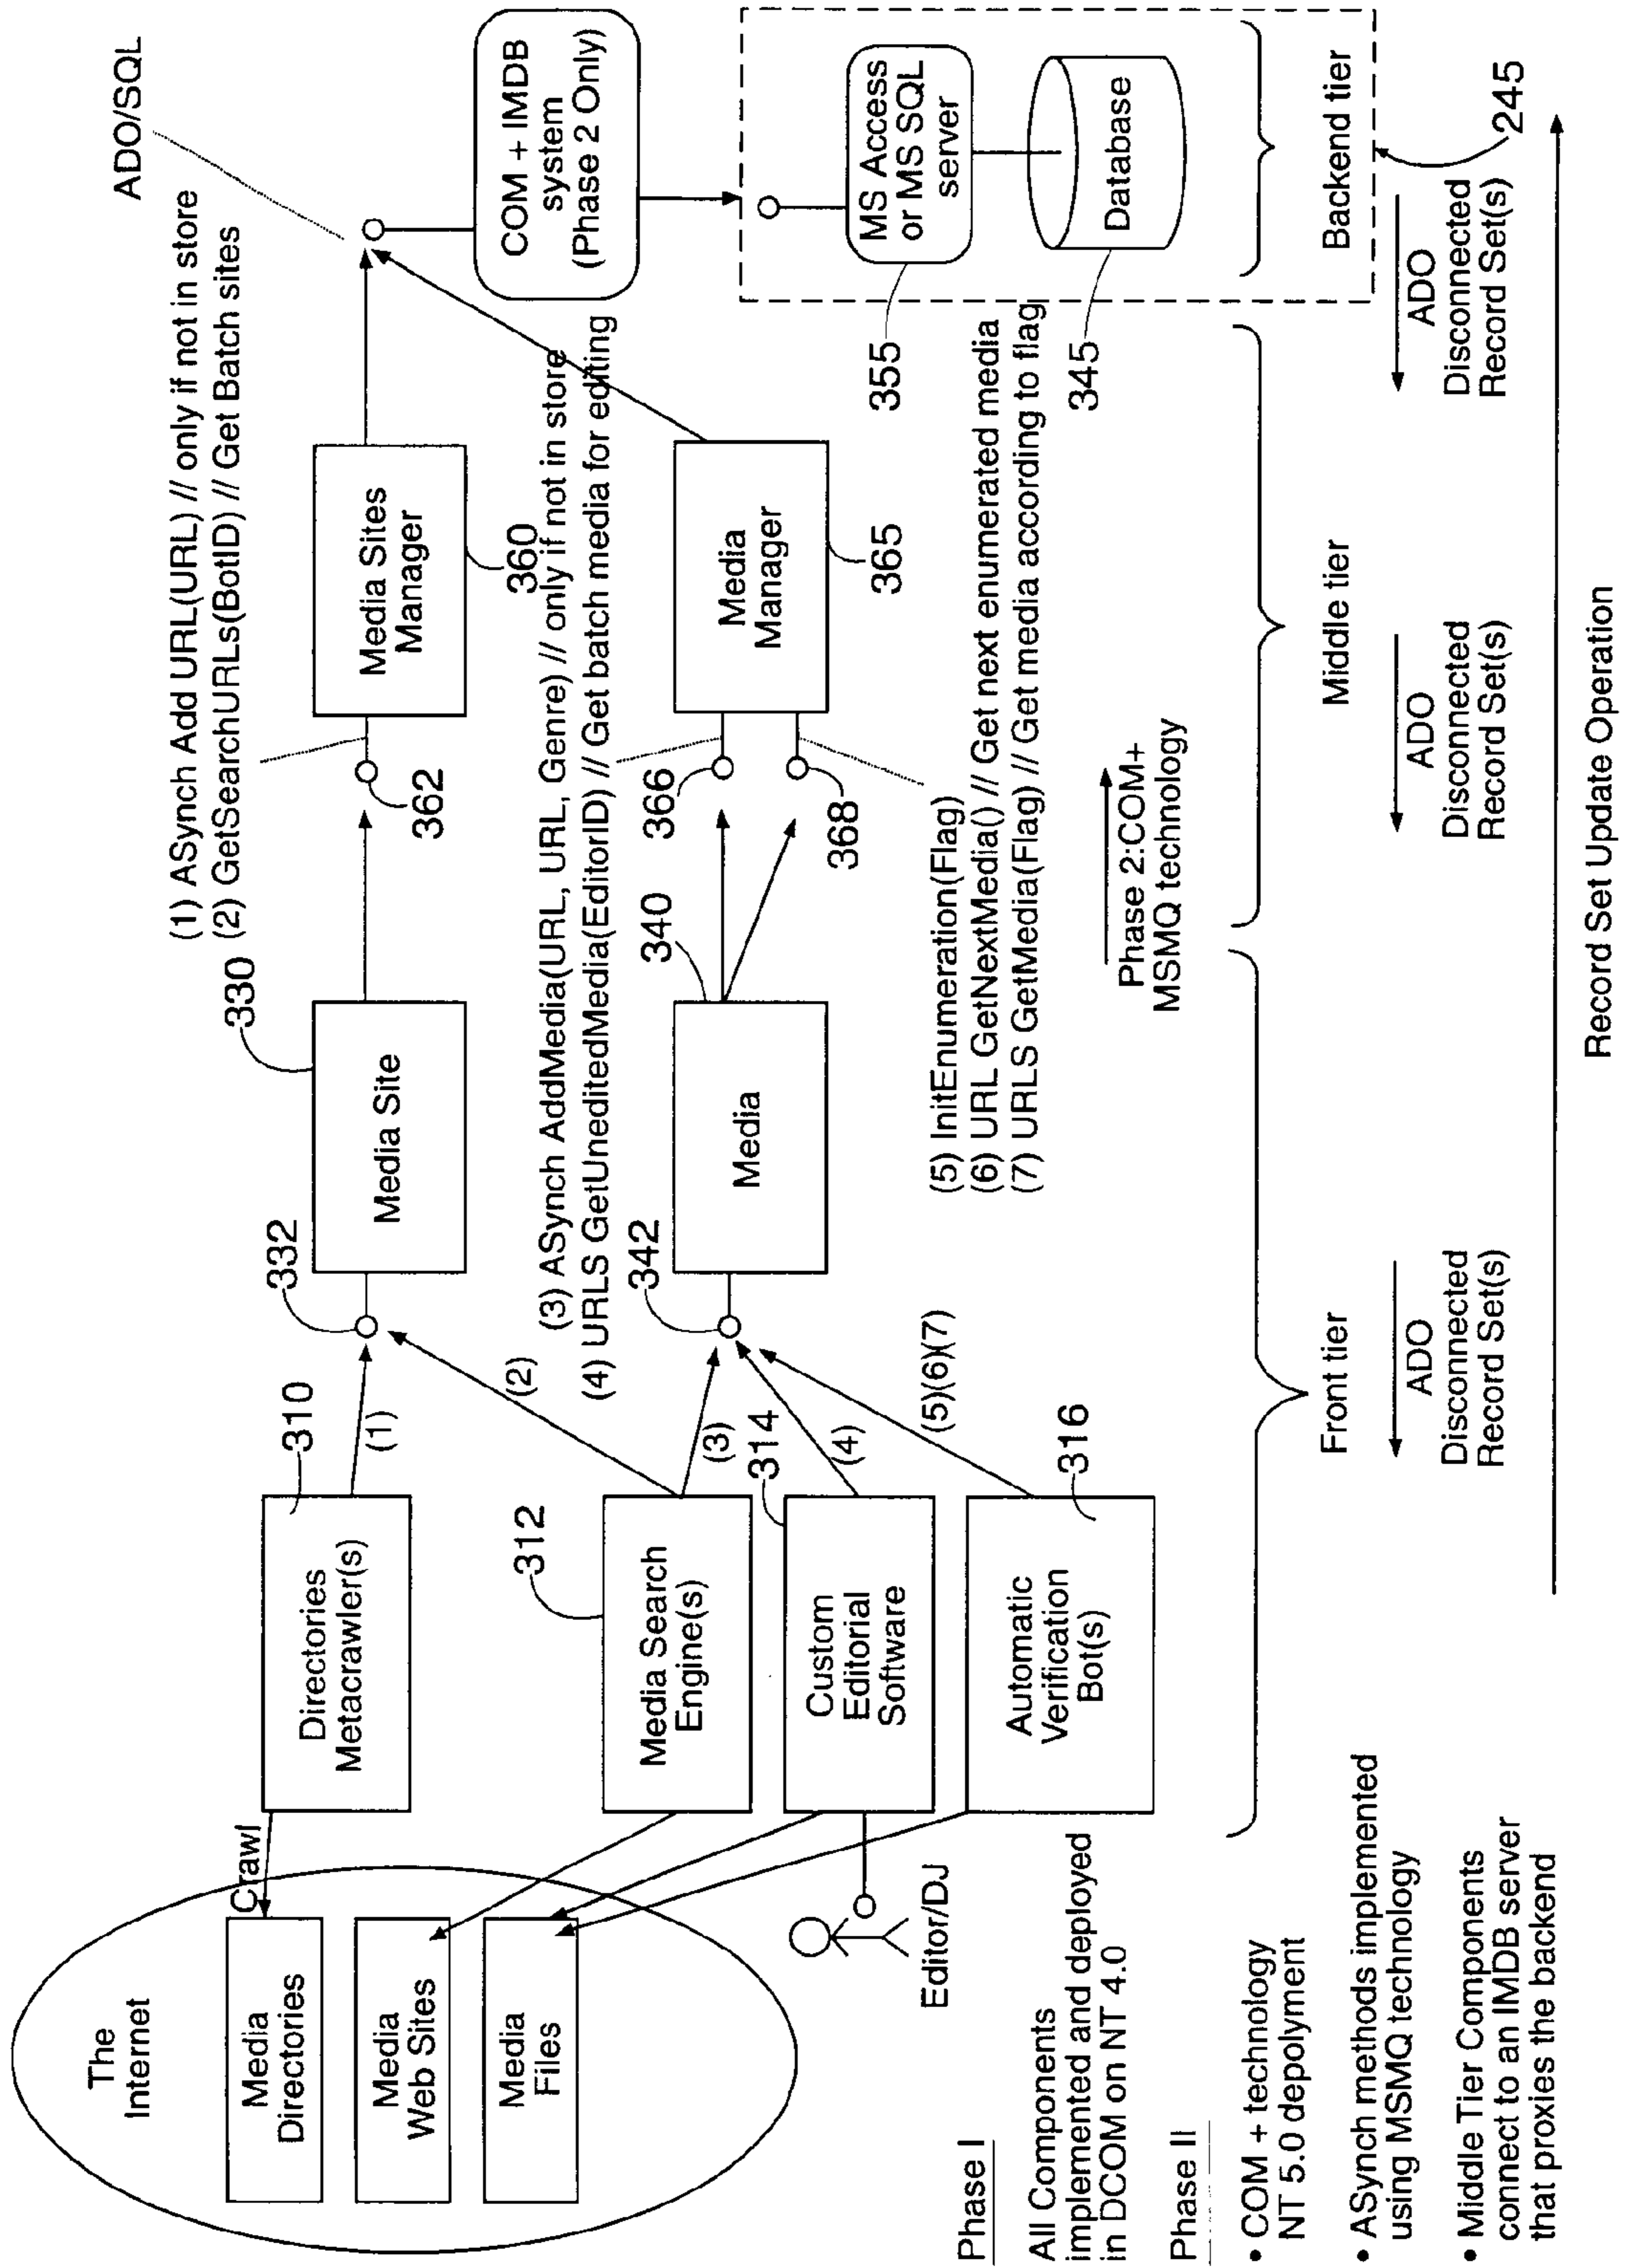 The
Internet
Media
Directories
Media
Web Sites
Media
Files
Crawl
Editor/DJ
Directories
Metacrawler(s)
310
Media Search
Engine(s)
312
Custom
Editorial
Software
314
Automatic
Verification
Bot(s)
316
(1)
(2)
(3)
(4)
(5)(6)(7)
332
Media Site
330
342
Media
340
(1) ASynch Add URL(URL) // only if not in store
(2) GetSearchURLs(BotID) // Get Batch sites
362
Media Sites
Manager
360
(3) ASynch AddMedia(URL, URL, Genre) // only if not in store
(4) URLS GetUneditedMedia(EditorID) // Get batch media for editing
366
368
Media
Manager
365
(5) InitEnumeration(Flag)
(6) URL GetNextMedia() // Get next enumerated media
(7) URLS GetMedia(Flag) // Get media according to flag
Phase 2:COM+
MSMQ technology
ADO/SQL
COM + IMDB
system
(Phase 2 Only)
MS Access
or MS SQL
server
355
Database
345
Backend tier
245
Front tier
Middle tier
ADO
Disconnected
Record Set(s)
ADO
Disconnected
Record Set(s)
ADO
Disconnected
Record Set(s)
Record Set Update Operation
Phase I
All Components
implemented and deployed
in DCOM on NT 4.0
Phase II
• COM + technology
NT 5.0 depolyment
• ASynch methods implemented
using MSMQ technology
• Middle Tier Components
connect to an IMDB server
that proxies the backend